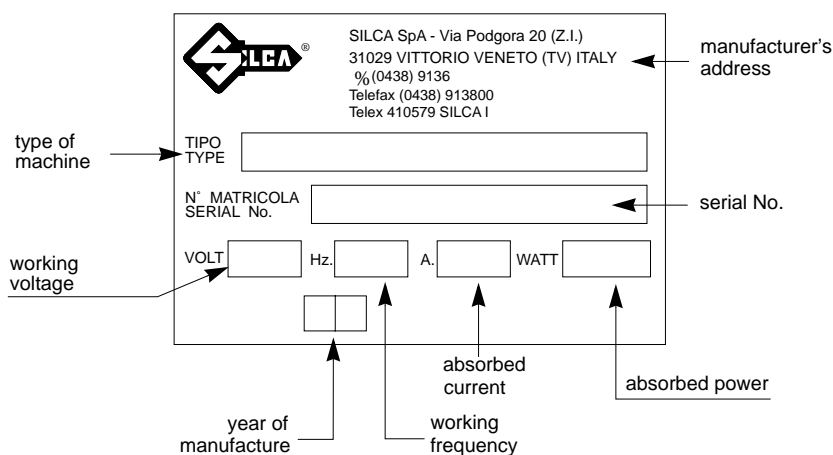 SILCA
®
SILCA SpA - Via Podgora 20 (Z.I.)
31029 VITTORIO VENETO (TV) ITALY
% (0438) 9136
Telefax (0438) 913800
Telex 410579 SILCA I
manufacturer's
address
type of
machine
TIPO
TYPE
N° MATRICOLA
SERIAL No.
serial No.
working
voltage
VOLT
Hz.
A.
WATT
absorbed
current
absorbed power
year of
manufacture
working
frequency